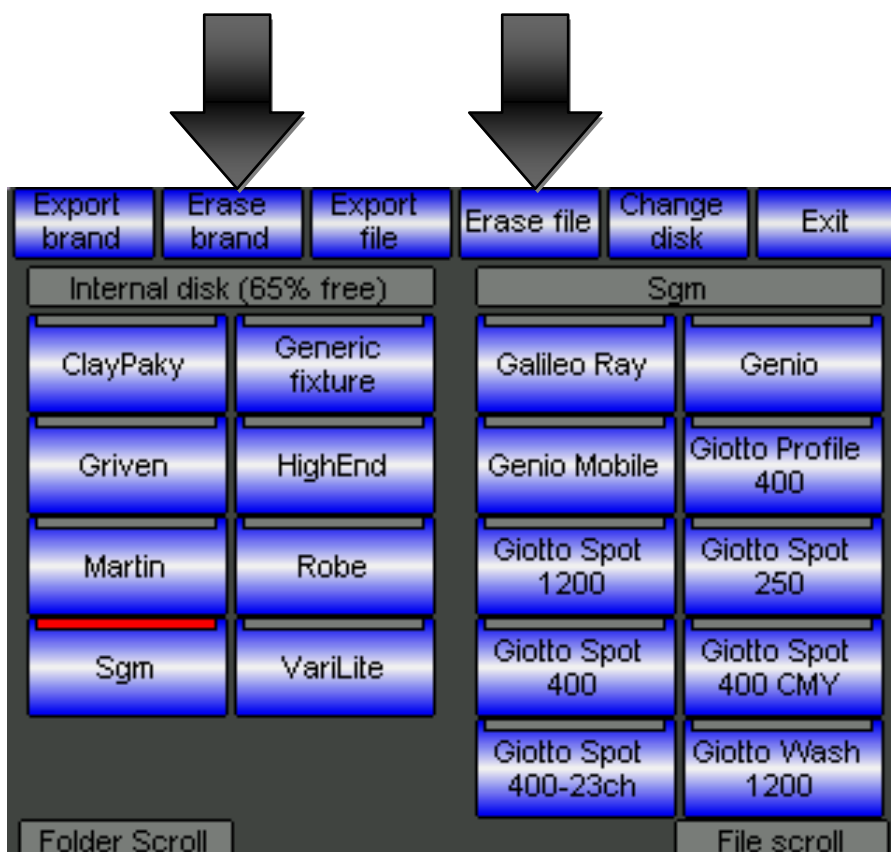 Export
brand
Erase
brand
Export
file
Erase file
Change
disk
Exit
Internal disk (65% free)
Sgm
ClayPaky
Generic
fixture
Galileo Ray
Genio
Griven
HighEnd
Genio Mobile
Giotto Profile
400
Martin
Robe
Giotto Spot
1200
Giotto Spot
250
Sgm
VariLite
Giotto Spot
400
Giotto Spot
400 CMY
Giotto Spot
400-23ch
Giotto Wash
1200
Folder Scroll
File scroll